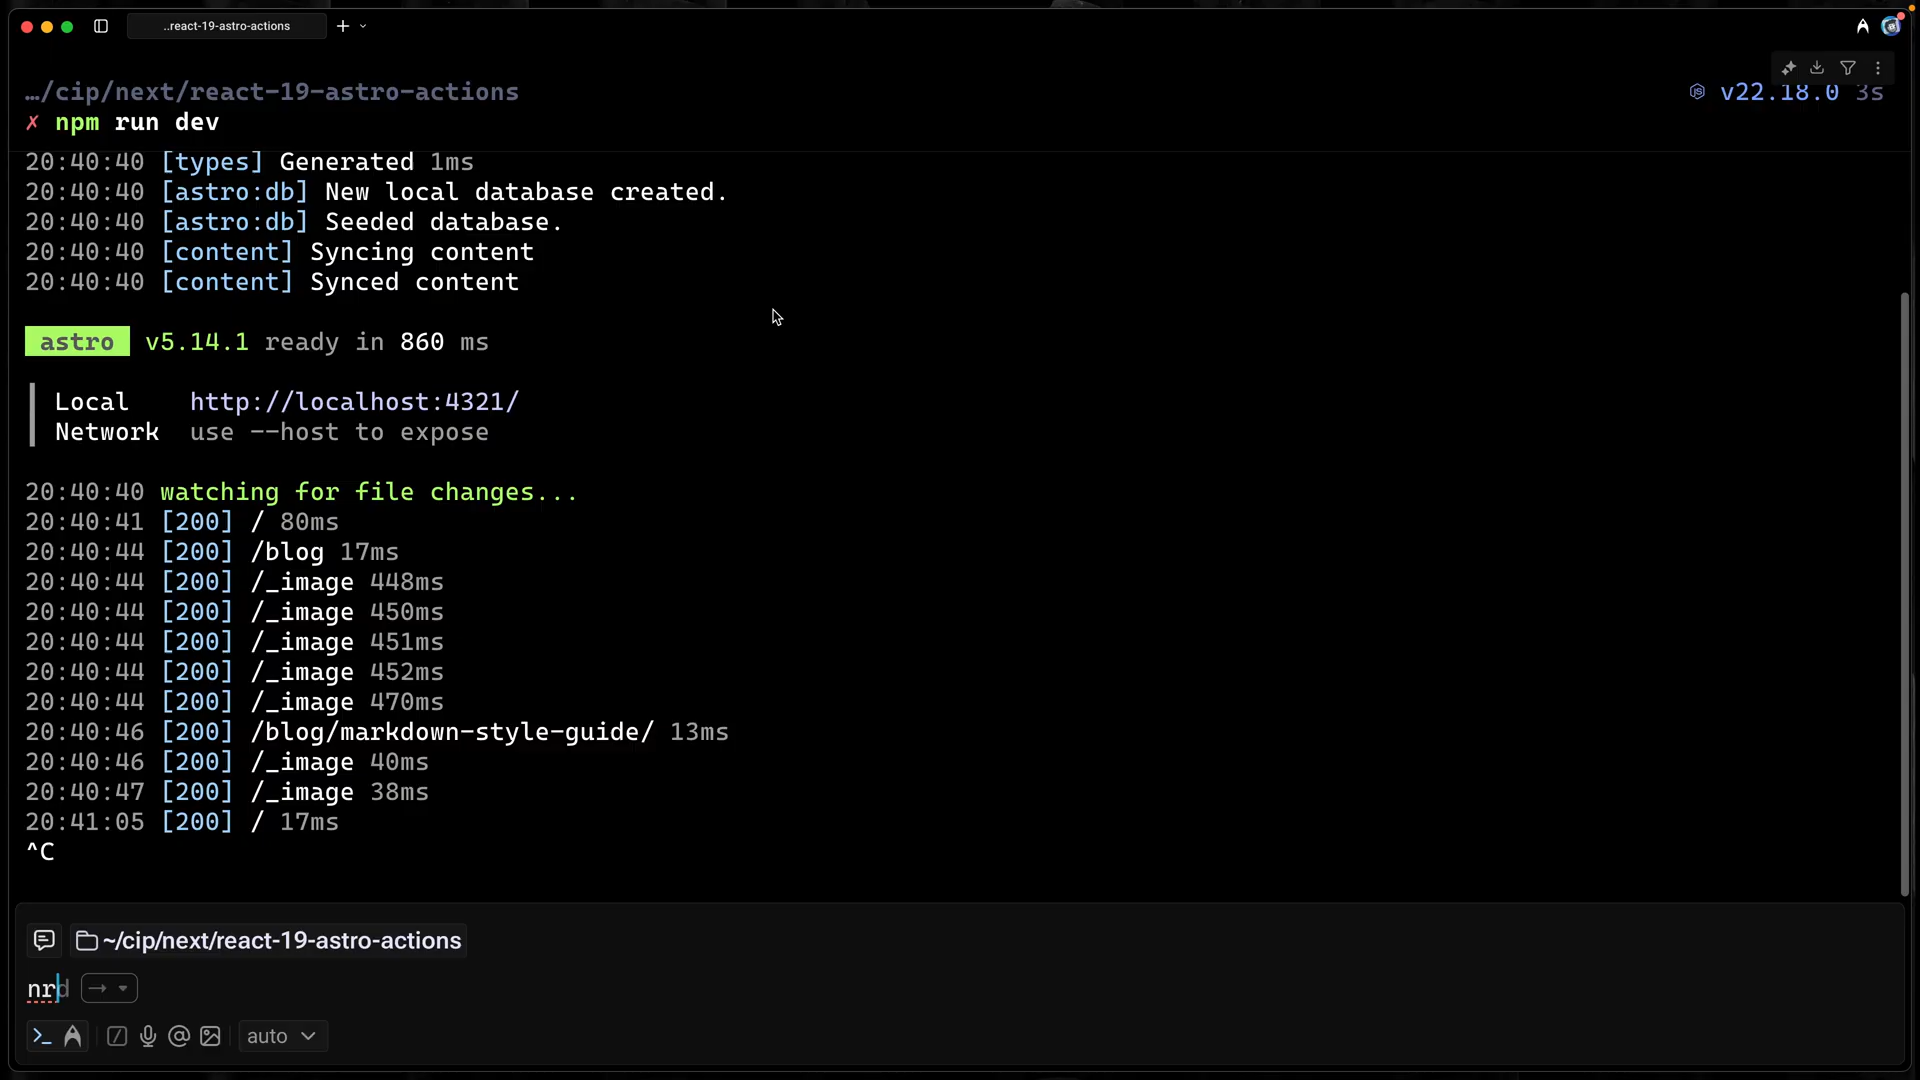 ..react-19-astro-actions
…/cip/next/react-19-astro-actions
v22.18.0 3s
✗ npm run dev
20:40:40 [types] Generated 1ms
20:40:40 [astro:db] New local database created.
20:40:40 [astro:db] Seeded database.
20:40:40 [content] Syncing content
20:40:40 [content] Synced content
astro v5.14.1 ready in 860 ms
Local http://localhost:4321/
Network use --host to expose
20:40:40 watching for file changes...
20:40:41 [200] / 80ms
20:40:44 [200] /blog 17ms
20:40:44 [200] /_image 448ms
20:40:44 [200] /_image 450ms
20:40:44 [200] /_image 451ms
20:40:44 [200] /_image 452ms
20:40:44 [200] /_image 470ms
20:40:46 [200] /blog/markdown-style-guide/ 13ms
20:40:46 [200] /_image 40ms
20:40:47 [200] /_image 38ms
20:41:05 [200] / 17ms
^C
~/cip/next/react-19-astro-actions
nrd
auto